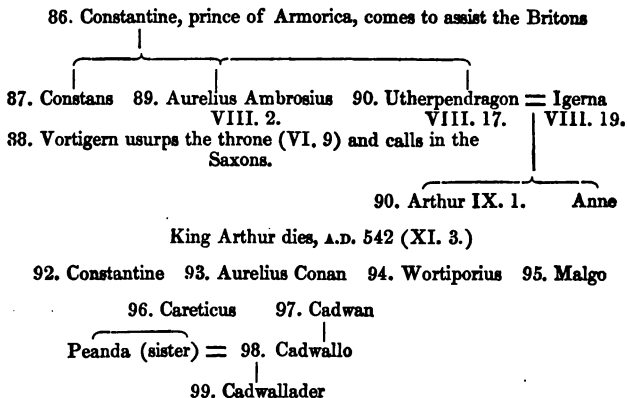 86. Constantine, prince of Armorica, comes to assist the Britons
87. Constans 89. Aurelius Ambrosius 90. Utherpendragon = Igerna
VIII. 2. VIII. 17. VIII. 19.
88. Vortigern usurps the throne (VI. 9) and calls in the
Saxons.
90. Arthur IX. 1. Anne
King Arthur dies, A.D. 542 (XI. 3.)
92. Constantine 93. Aurelius Conan 94. Wortiporius 95. Malgo
96. Careticus 97. Cadwan
Peanda (sister) = 98. Cadwallo
99. Cadwallader